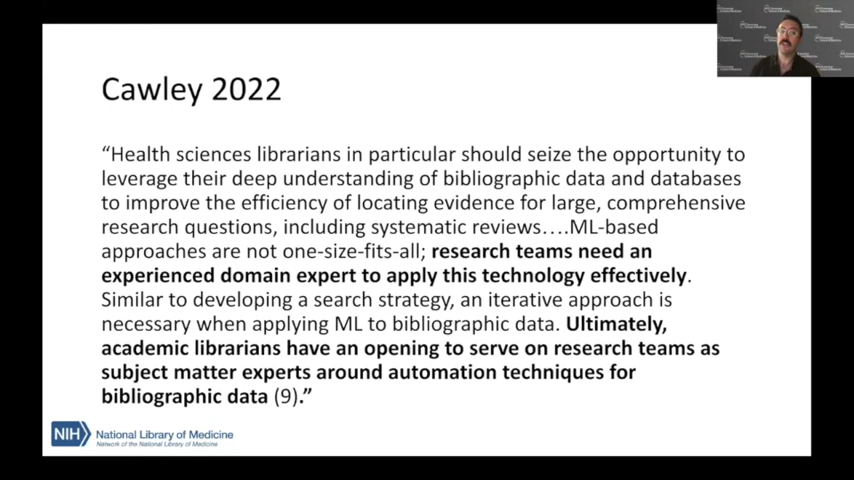 Cawley 2022
“Health sciences librarians in particular should seize the opportunity to
leverage their deep understanding of bibliographic data and databases
to improve the efficiency of locating evidence for large, comprehensive
research questions, including systematic reviews….ML-based
approaches are not one-size-fits-all; research teams need an
experienced domain expert to apply this technology effectively.
Similar to developing a search strategy, an iterative approach is
necessary when applying ML to bibliographic data. Ultimately,
academic librarians have an opening to serve on research teams as
subject matter experts around automation techniques for
bibliographic data (9).”
NIH National Library of Medicine
Network of the National Library of Medicine